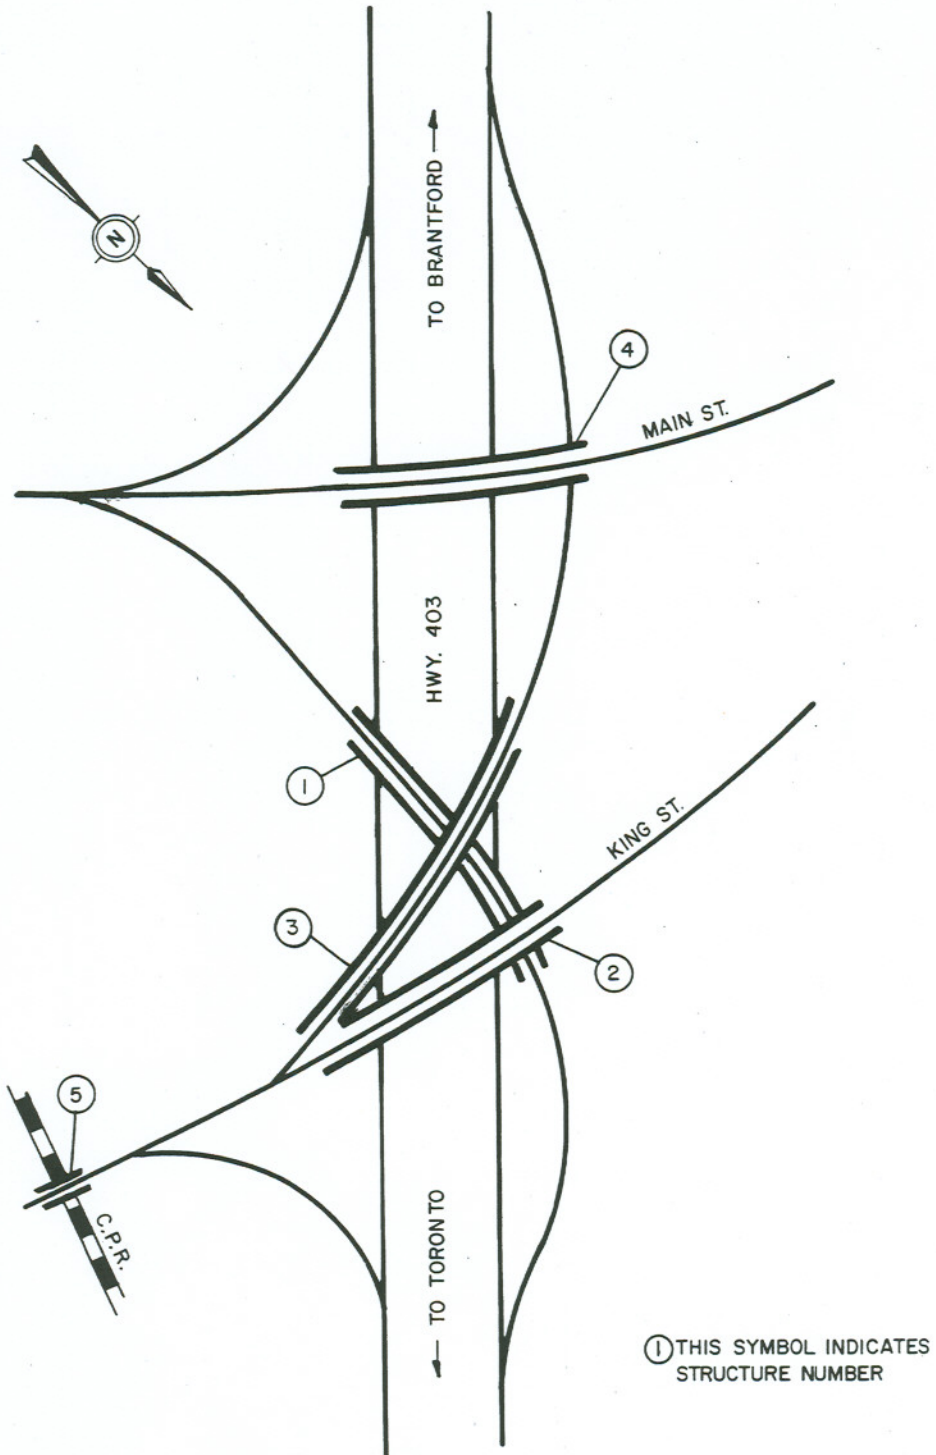 TO BRANTFORD
N
4
MAIN ST.
HWY. 403
1
KING ST.
3
2
5
C.P.R.
TO TORONTO
1 THIS SYMBOL INDICATES
STRUCTURE NUMBER